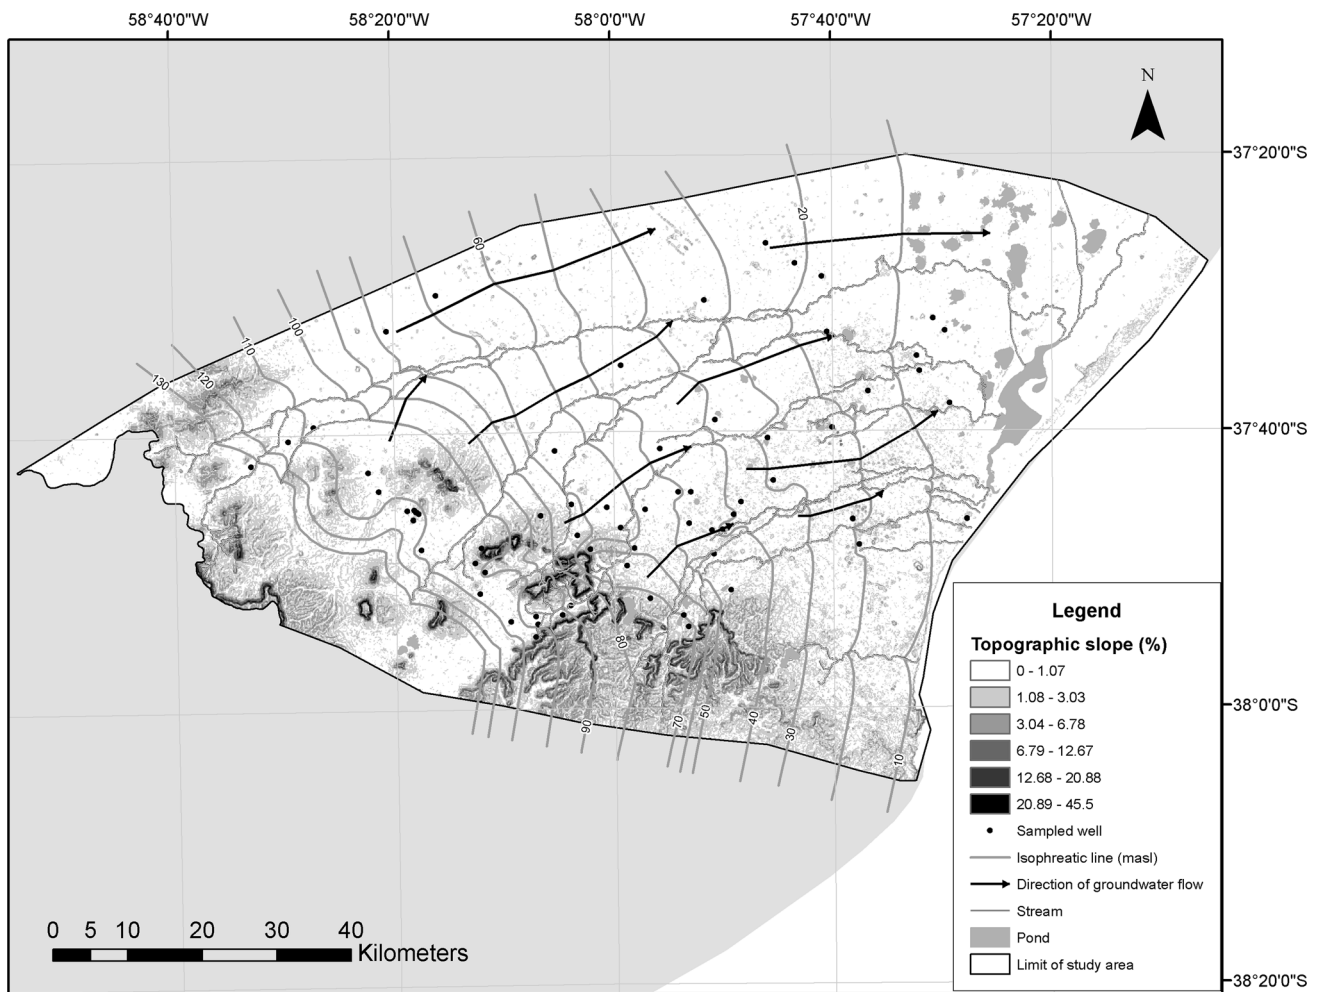 58°40'0"W
58°20'0"W
58°0'0"W
57°40'0"W
57°20'0"W
N
37°20'0"S
20
60
100
110
120
130
37°40'0"S
80
38°0'0"S
90
70
50
40
30
10
Legend
Topographic slope (%)
0 - 1.07
1.08 - 3.03
3.04 - 6.78
6.79 - 12.67
12.68 - 20.88
20.89 - 45.5
Sampled well
Isophreatic line (masl)
Direction of groundwater flow
Stream
Pond
Limit of study area
0 5 10 20 30 40
Kilometers
38°20'0"S